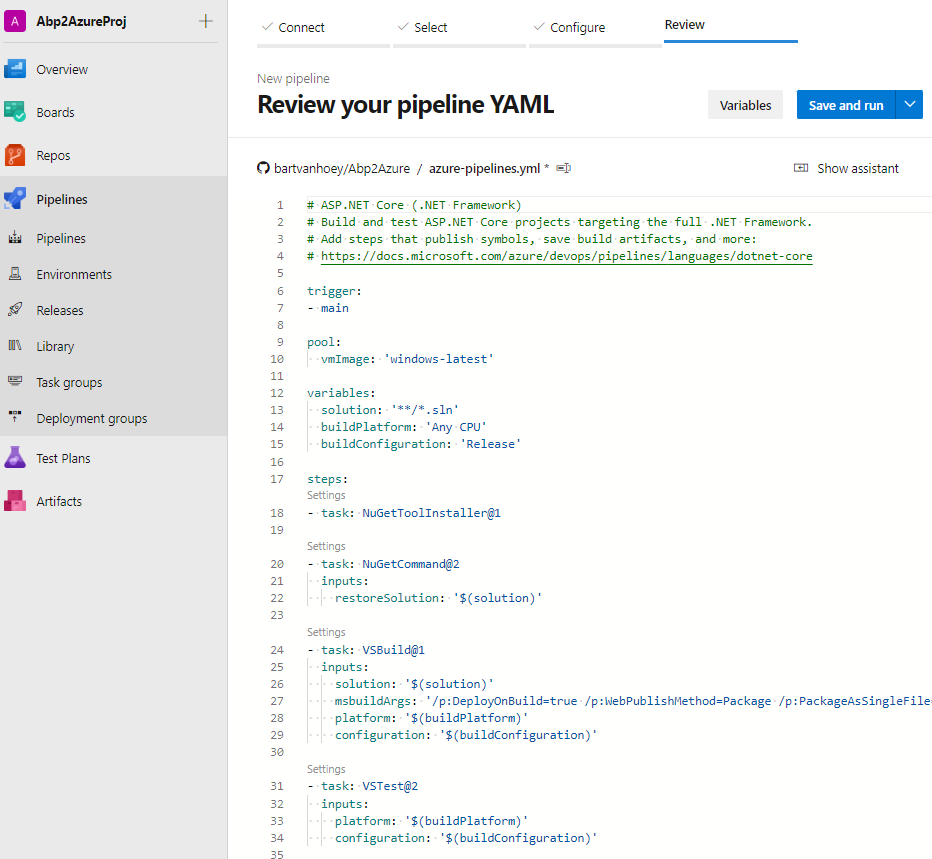 A Abp2AzureProj
Overview
Boards
Repos
Pipelines
Pipelines
Environments
Releases
Library
Task groups
Deployment groups
Test Plans
Artifacts
Connect
Select
Configure
Review
New pipeline
Review your pipeline YAML
Variables
Save and run
bartvanhoey/Abp2Azure / azure-pipelines.yml *
Show assistant
1 # ASP.NET Core (.NET Framework)
2 # Build and test ASP.NET Core projects targeting the full .NET Framework.
3 # Add steps that publish symbols, save build artifacts, and more:
4 # https://docs.microsoft.com/azure/devops/pipelines/languages/dotnet-core
5
6 trigger:
7 - main
8
9 pool:
10   vmImage: 'windows-latest'
11
12 variables:
13   solution: '**/*.sln'
14   buildPlatform: 'Any CPU'
15   buildConfiguration: 'Release'
16
17 steps:
Settings
18 - task: NuGetToolInstaller@1
19
Settings
20 - task: NuGetCommand@2
21   inputs:
22     restoreSolution: '$(solution)'
23
Settings
24 - task: VSBuild@1
25   inputs:
26     solution: '$(solution)'
27     msbuildArgs: '/p:DeployOnBuild=true /p:WebPublishMethod=Package /p:PackageAsSingleFile=
28     platform: '$(buildPlatform)'
29     configuration: '$(buildConfiguration)'
30
Settings
31 - task: VSTest@2
32   inputs:
33     platform: '$(buildPlatform)'
34     configuration: '$(buildConfiguration)'
35